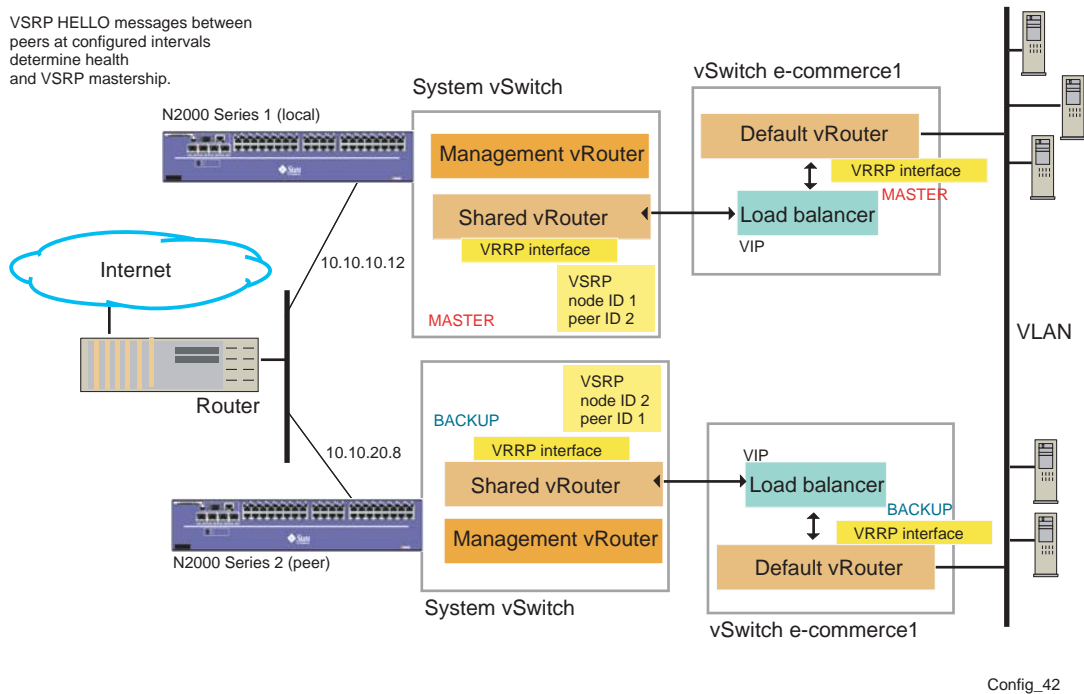 VSRP HELLO messages between
peers at configured intervals
determine health
and VSRP mastership.
N2000 Series 1 (local)
Sun
System vSwitch
Management vRouter
Shared vRouter
VRRP interface
VSRP
node ID 1
peer ID 2
MASTER
vSwitch e-commerce1
Default vRouter
VRRP interface
MASTER
Load balancer
VIP
Internet
10.10.10.12
Router
10.10.20.8
VLAN
VSRP
node ID 2
peer ID 1
BACKUP
VRRP interface
Shared vRouter
Management vRouter
System vSwitch
Sun
N2000 Series 2 (peer)
VIP
Load balancer
BACKUP
VRRP interface
Default vRouter
vSwitch e-commerce1
Config_42